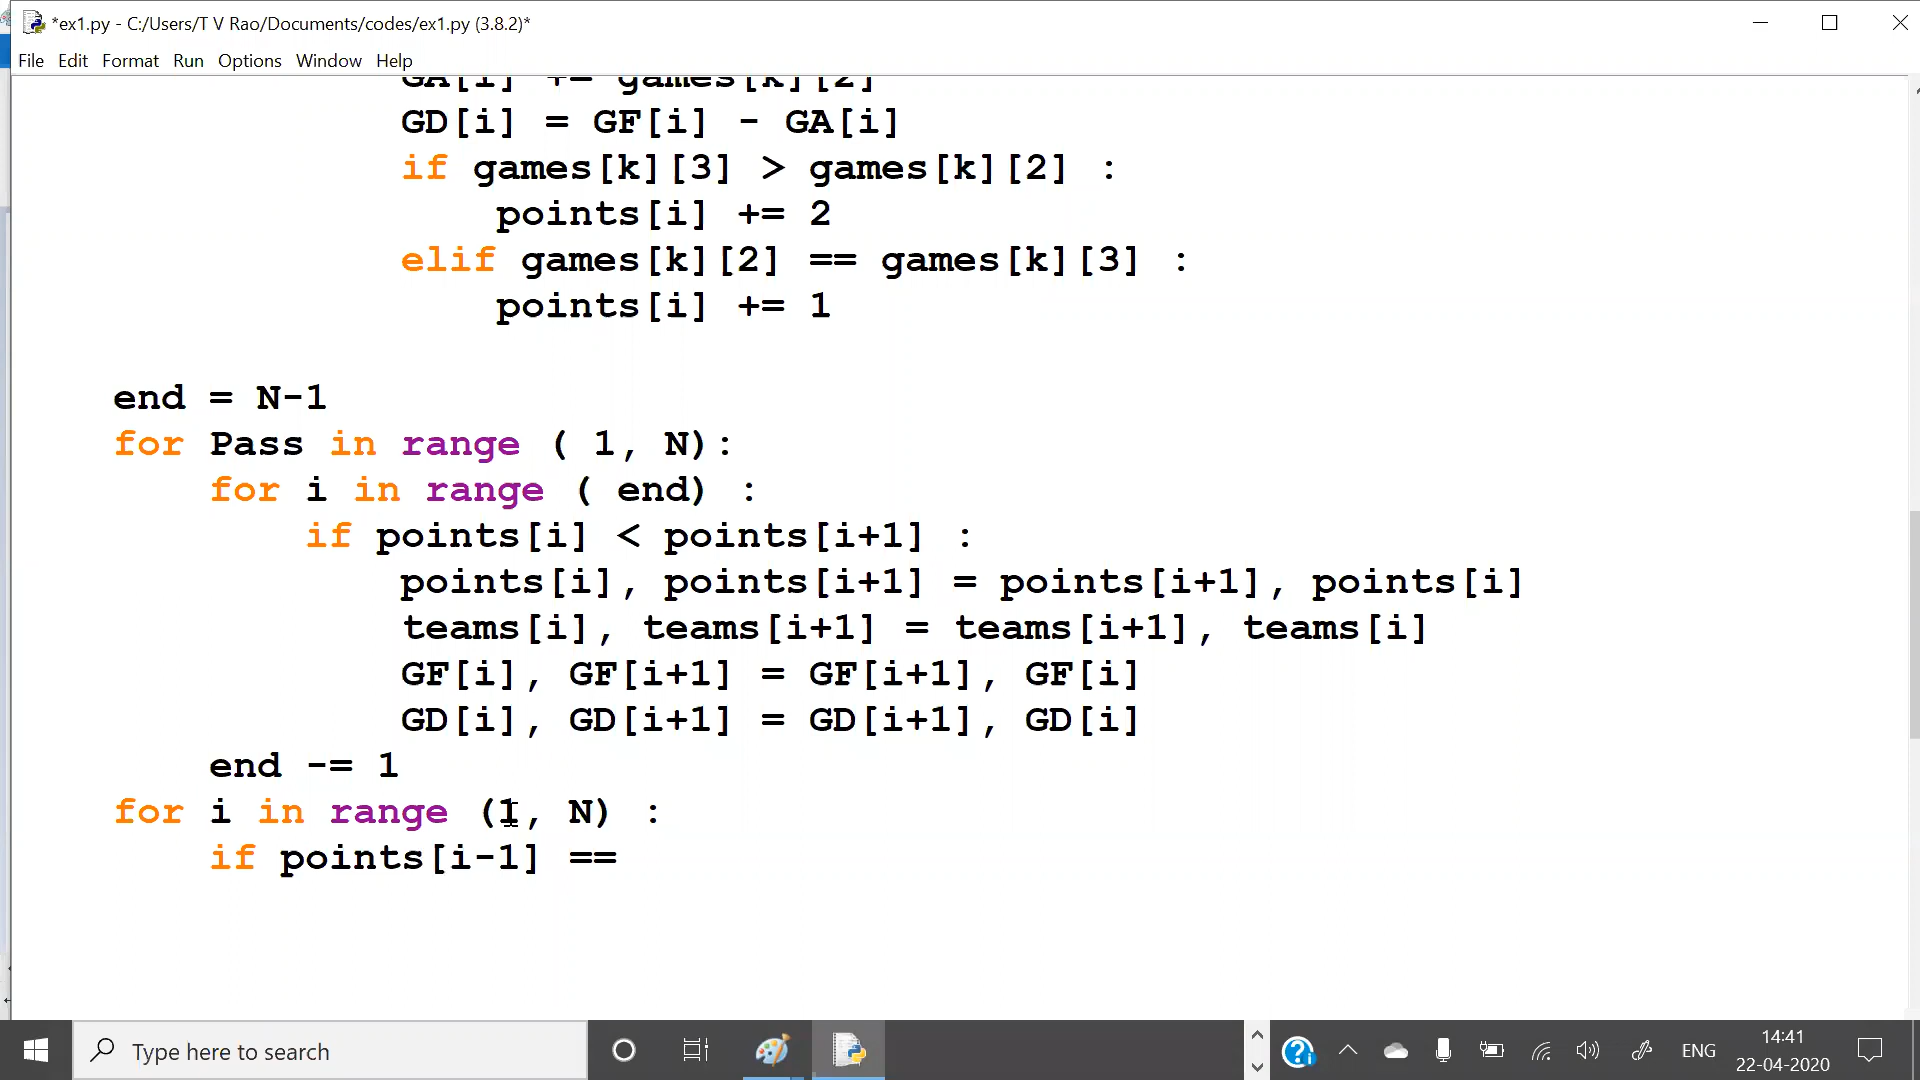 *ex1.py - C:/Users/T V Rao/Documents/codes/ex1.py (3.8.2)*
File Edit Format Run Options Window Help
GA[i] += games[k][2]
GD[i] = GF[i] - GA[i]
if games[k][3] > games[k][2] :
points[i] += 2
elif games[k][2] == games[k][3] :
points[i] += 1
end = N-1
for Pass in range ( 1, N):
for i in range ( end) :
if points[i] < points[i+1] :
points[i], points[i+1] = points[i+1], points[i]
teams[i], teams[i+1] = teams[i+1], teams[i]
GF[i], GF[i+1] = GF[i+1], GF[i]
GD[i], GD[i+1] = GD[i+1], GD[i]
end -= 1
for i in range (1, N) :
if points[i-1] ==
Type here to search
ENG
14:41
22-04-2020